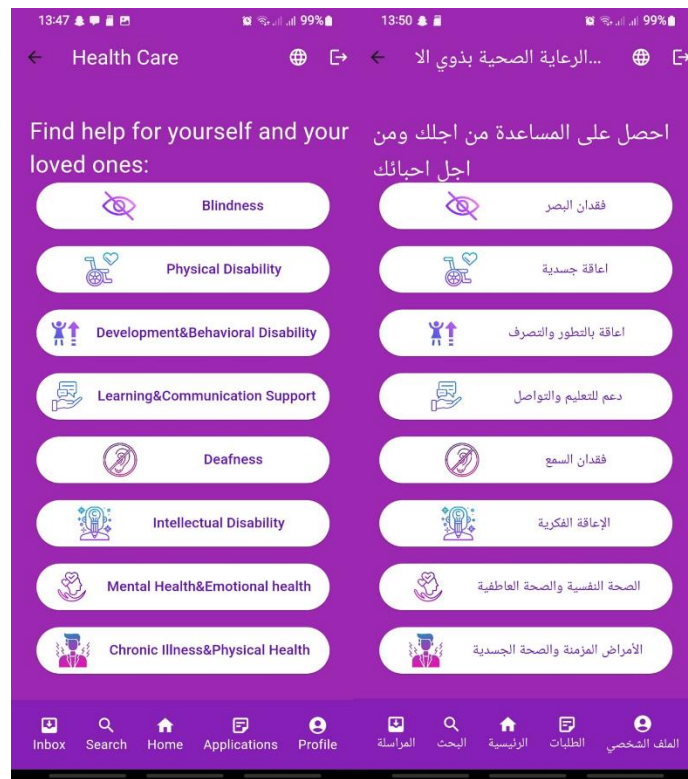 13:47
99%
Health Care
Find help for yourself and your
loved ones:
Blindness
Physical Disability
Development&Behavioral Disability
Learning&Communication Support
Deafness
Intellectual Disability
Mental Health&Emotional health
Chronic Illness&Physical Health
Inbox Search Home Applications Profile
13:50
99%
الرعاية الصحية بذوي الا...
احصل على المساعدة من اجلك ومن
اجل احبائك
فقدان البصر
اعاقة جسدية
اعاقة بالتطور والتصرف
دعم للتعليم والتواصل
فقدان السمع
الإعاقة الفكرية
الصحة النفسية والصحة العاطفية
الأمراض المزمنة والصحة الجسدية
الملف الشخصي الطلبات الرئيسية البحث المراسلة